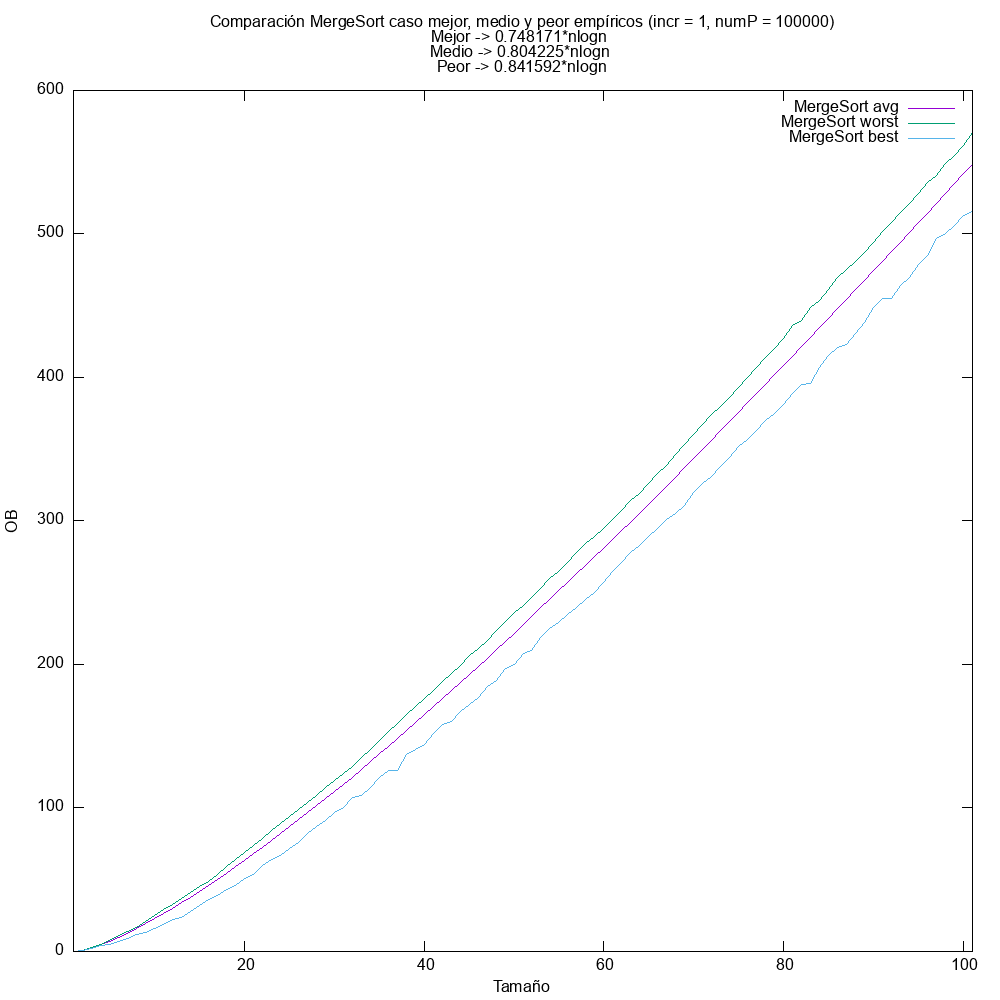 Comparación MergeSort caso mejor, medio y peor empíricos (incr = 1, numP = 100000)
Mejor -> 0.748171*nlogn
Medio -> 0.804225*nlogn
Peor -> 0.841592*nlogn
MergeSort avg
MergeSort worst
MergeSort best
600
500
400
300
200
100
0
OB
20
40
60
80
100
Tamaño